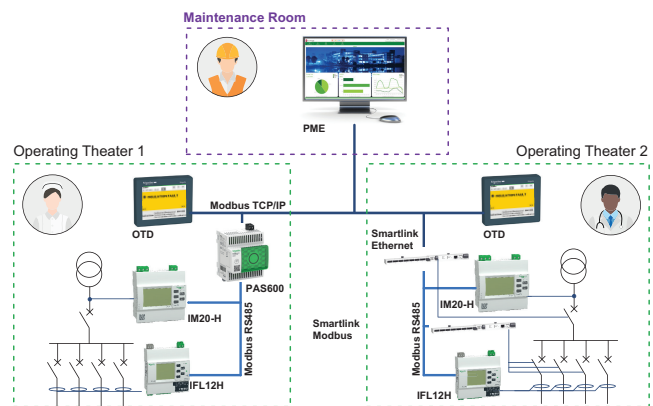 Maintenance Room
PME
Operating Theater 1
Operating Theater 2
OTD
Modbus TCP/IP
PAS600
IM20-H
Modbus RS485
IFL12H
Smartlink
Ethernet
OTD
IM20-H
Smartlink
Modbus
Modbus RS485
IFL12H